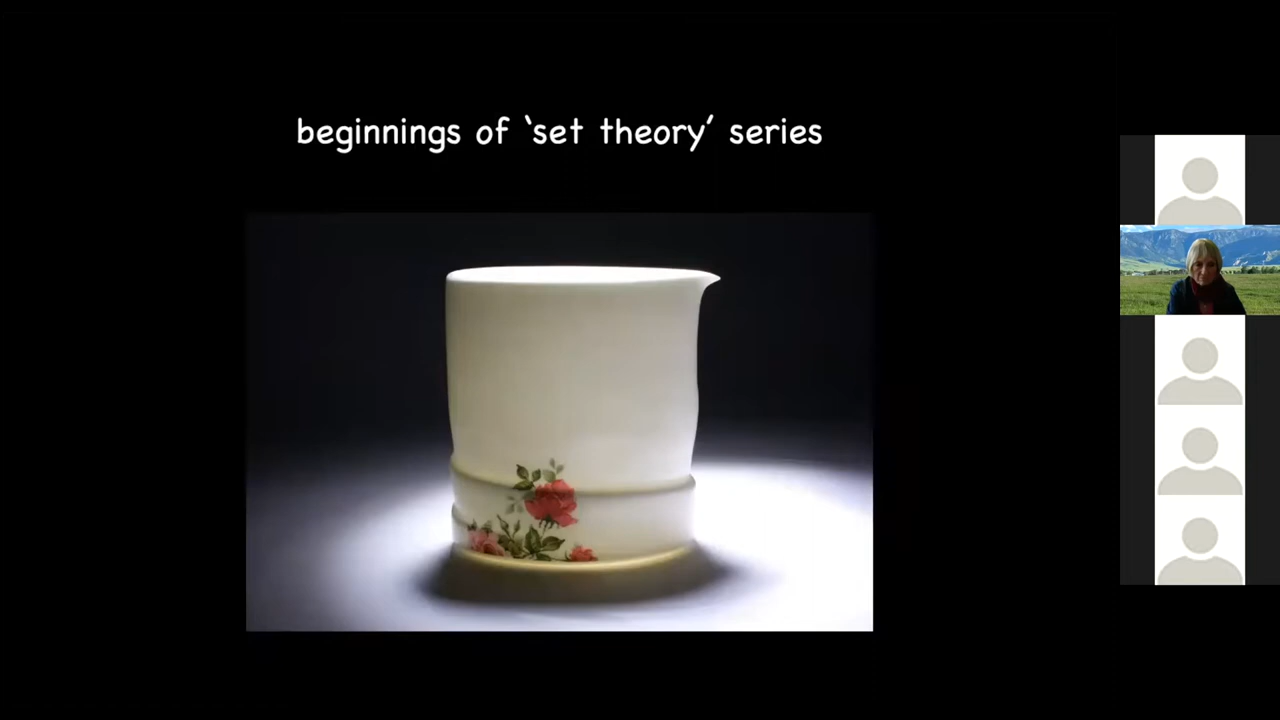 beginnings of ‘set theory’ series